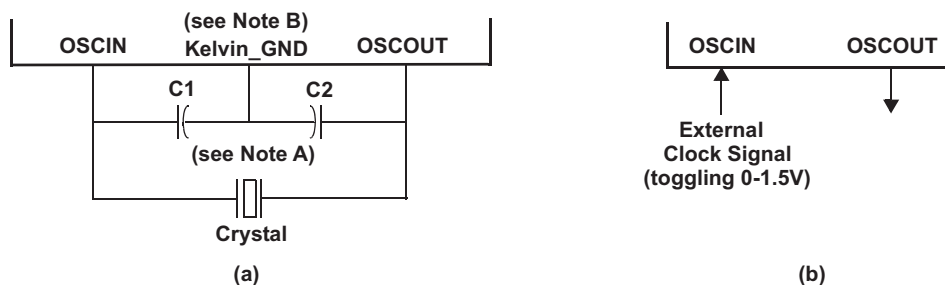 (see Note B)
OSCIN Kelvin_GND OSCOUT
C1 C2
(see Note A)
Crystal
(a)
OSCIN OSCOUT
External
Clock Signal
(toggling 0-1.5V)
(b)